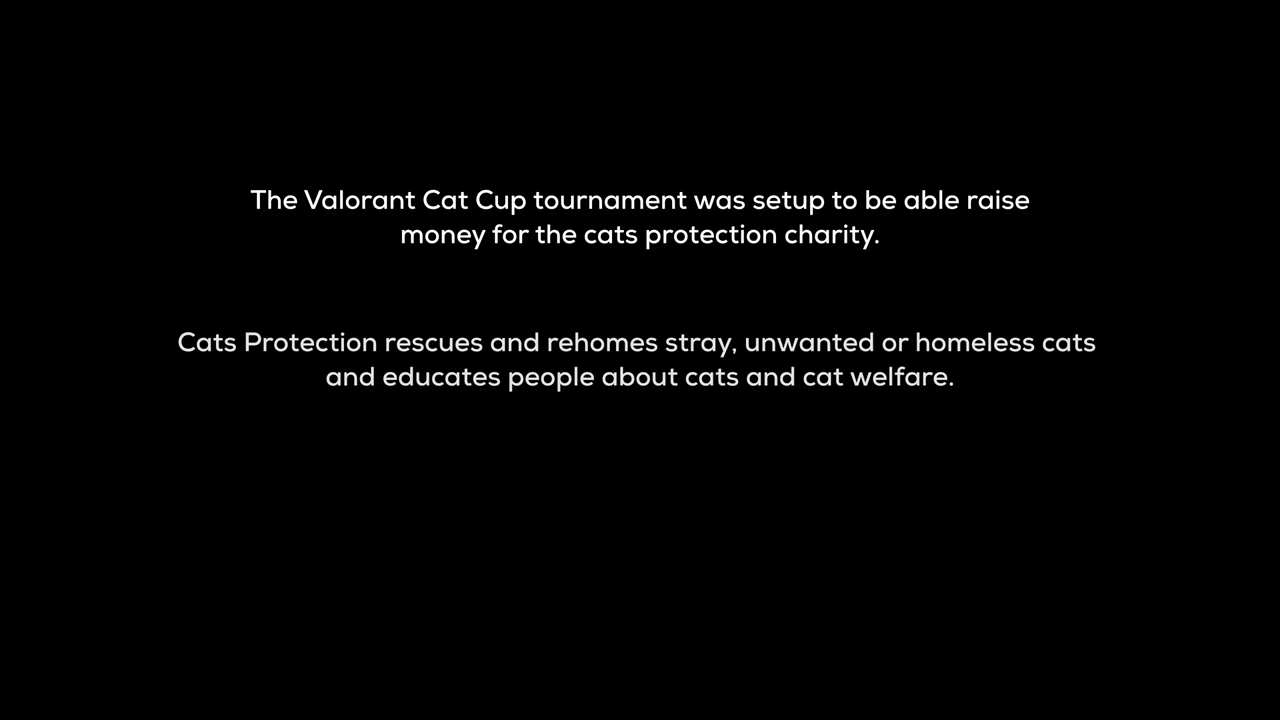 The Valorant Cat Cup tournament was setup to be able raise
money for the cats protection charity.
Cats Protection rescues and rehomes stray, unwanted or homeless cats
and educates people about cats and cat welfare.